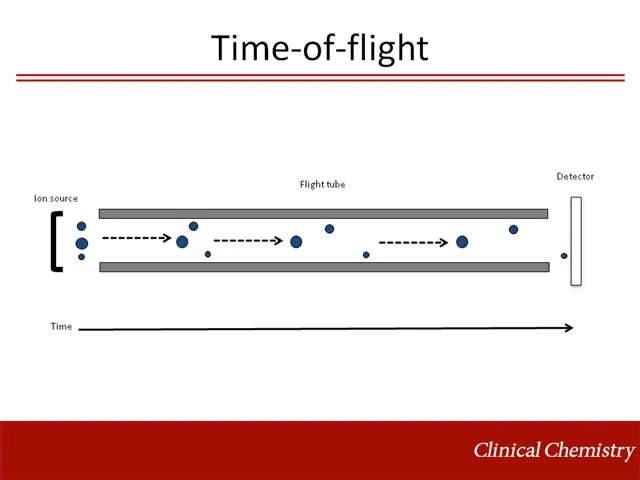 Time-of-flight
Detector
Flight tube
Ion source
Time
Clinical Chemistry